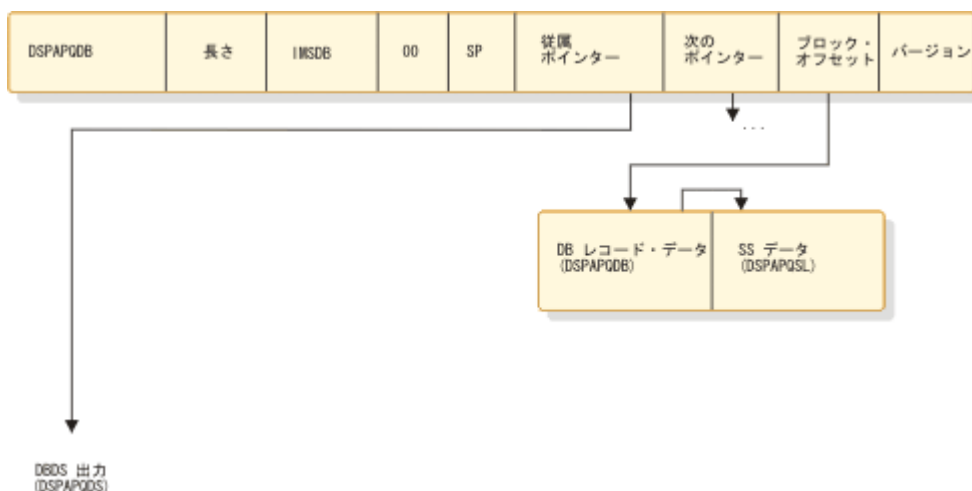 DSPAPQDB
長さ
IMSDB
00
SP
従属
ポインター
次の
ポインター
ブロック・
オフセット
バージョン
...
DB レコード・データ
(DSPAPQDB)
SS データ
(DSPAPQSL)
DBDS 出力
(DSPAPQDS)